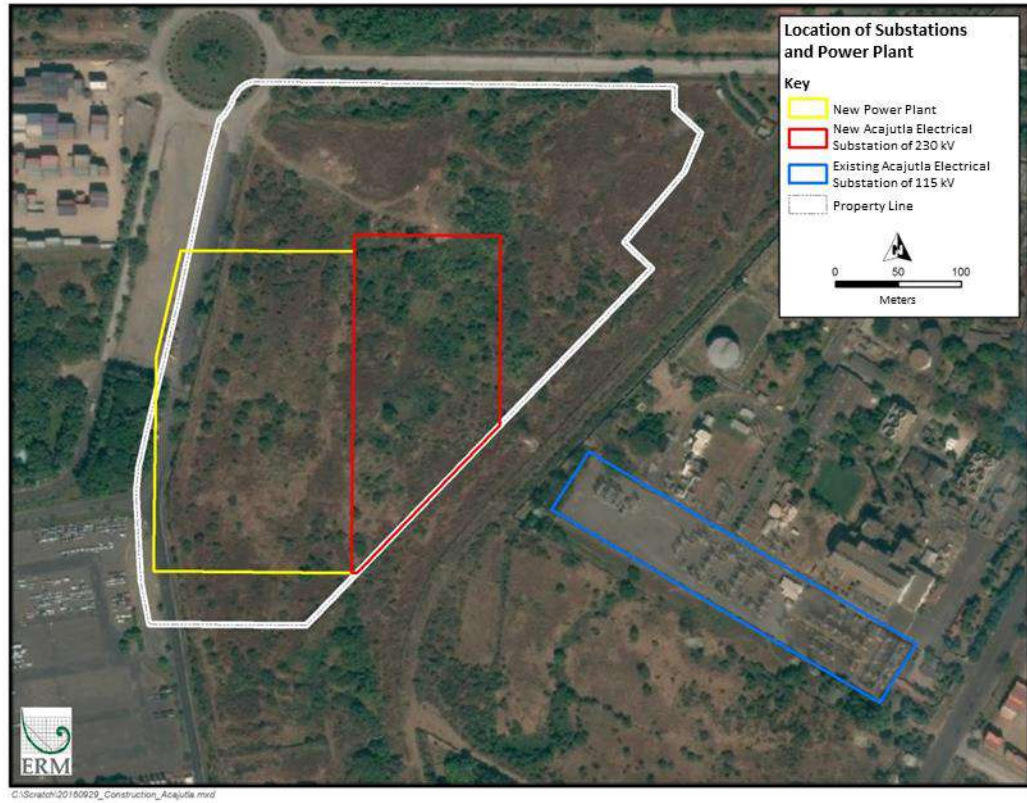 Location of Substations
and Power Plant
Key
New Power Plant
New Acajutla Electrical
Substation of 230 kV
Existing Acajutla Electrical
Substation of 115 kV
Property Line
0 50 100
Meters
ERM
C:\Scratch\20160929_Construction_Acajutla.mxd